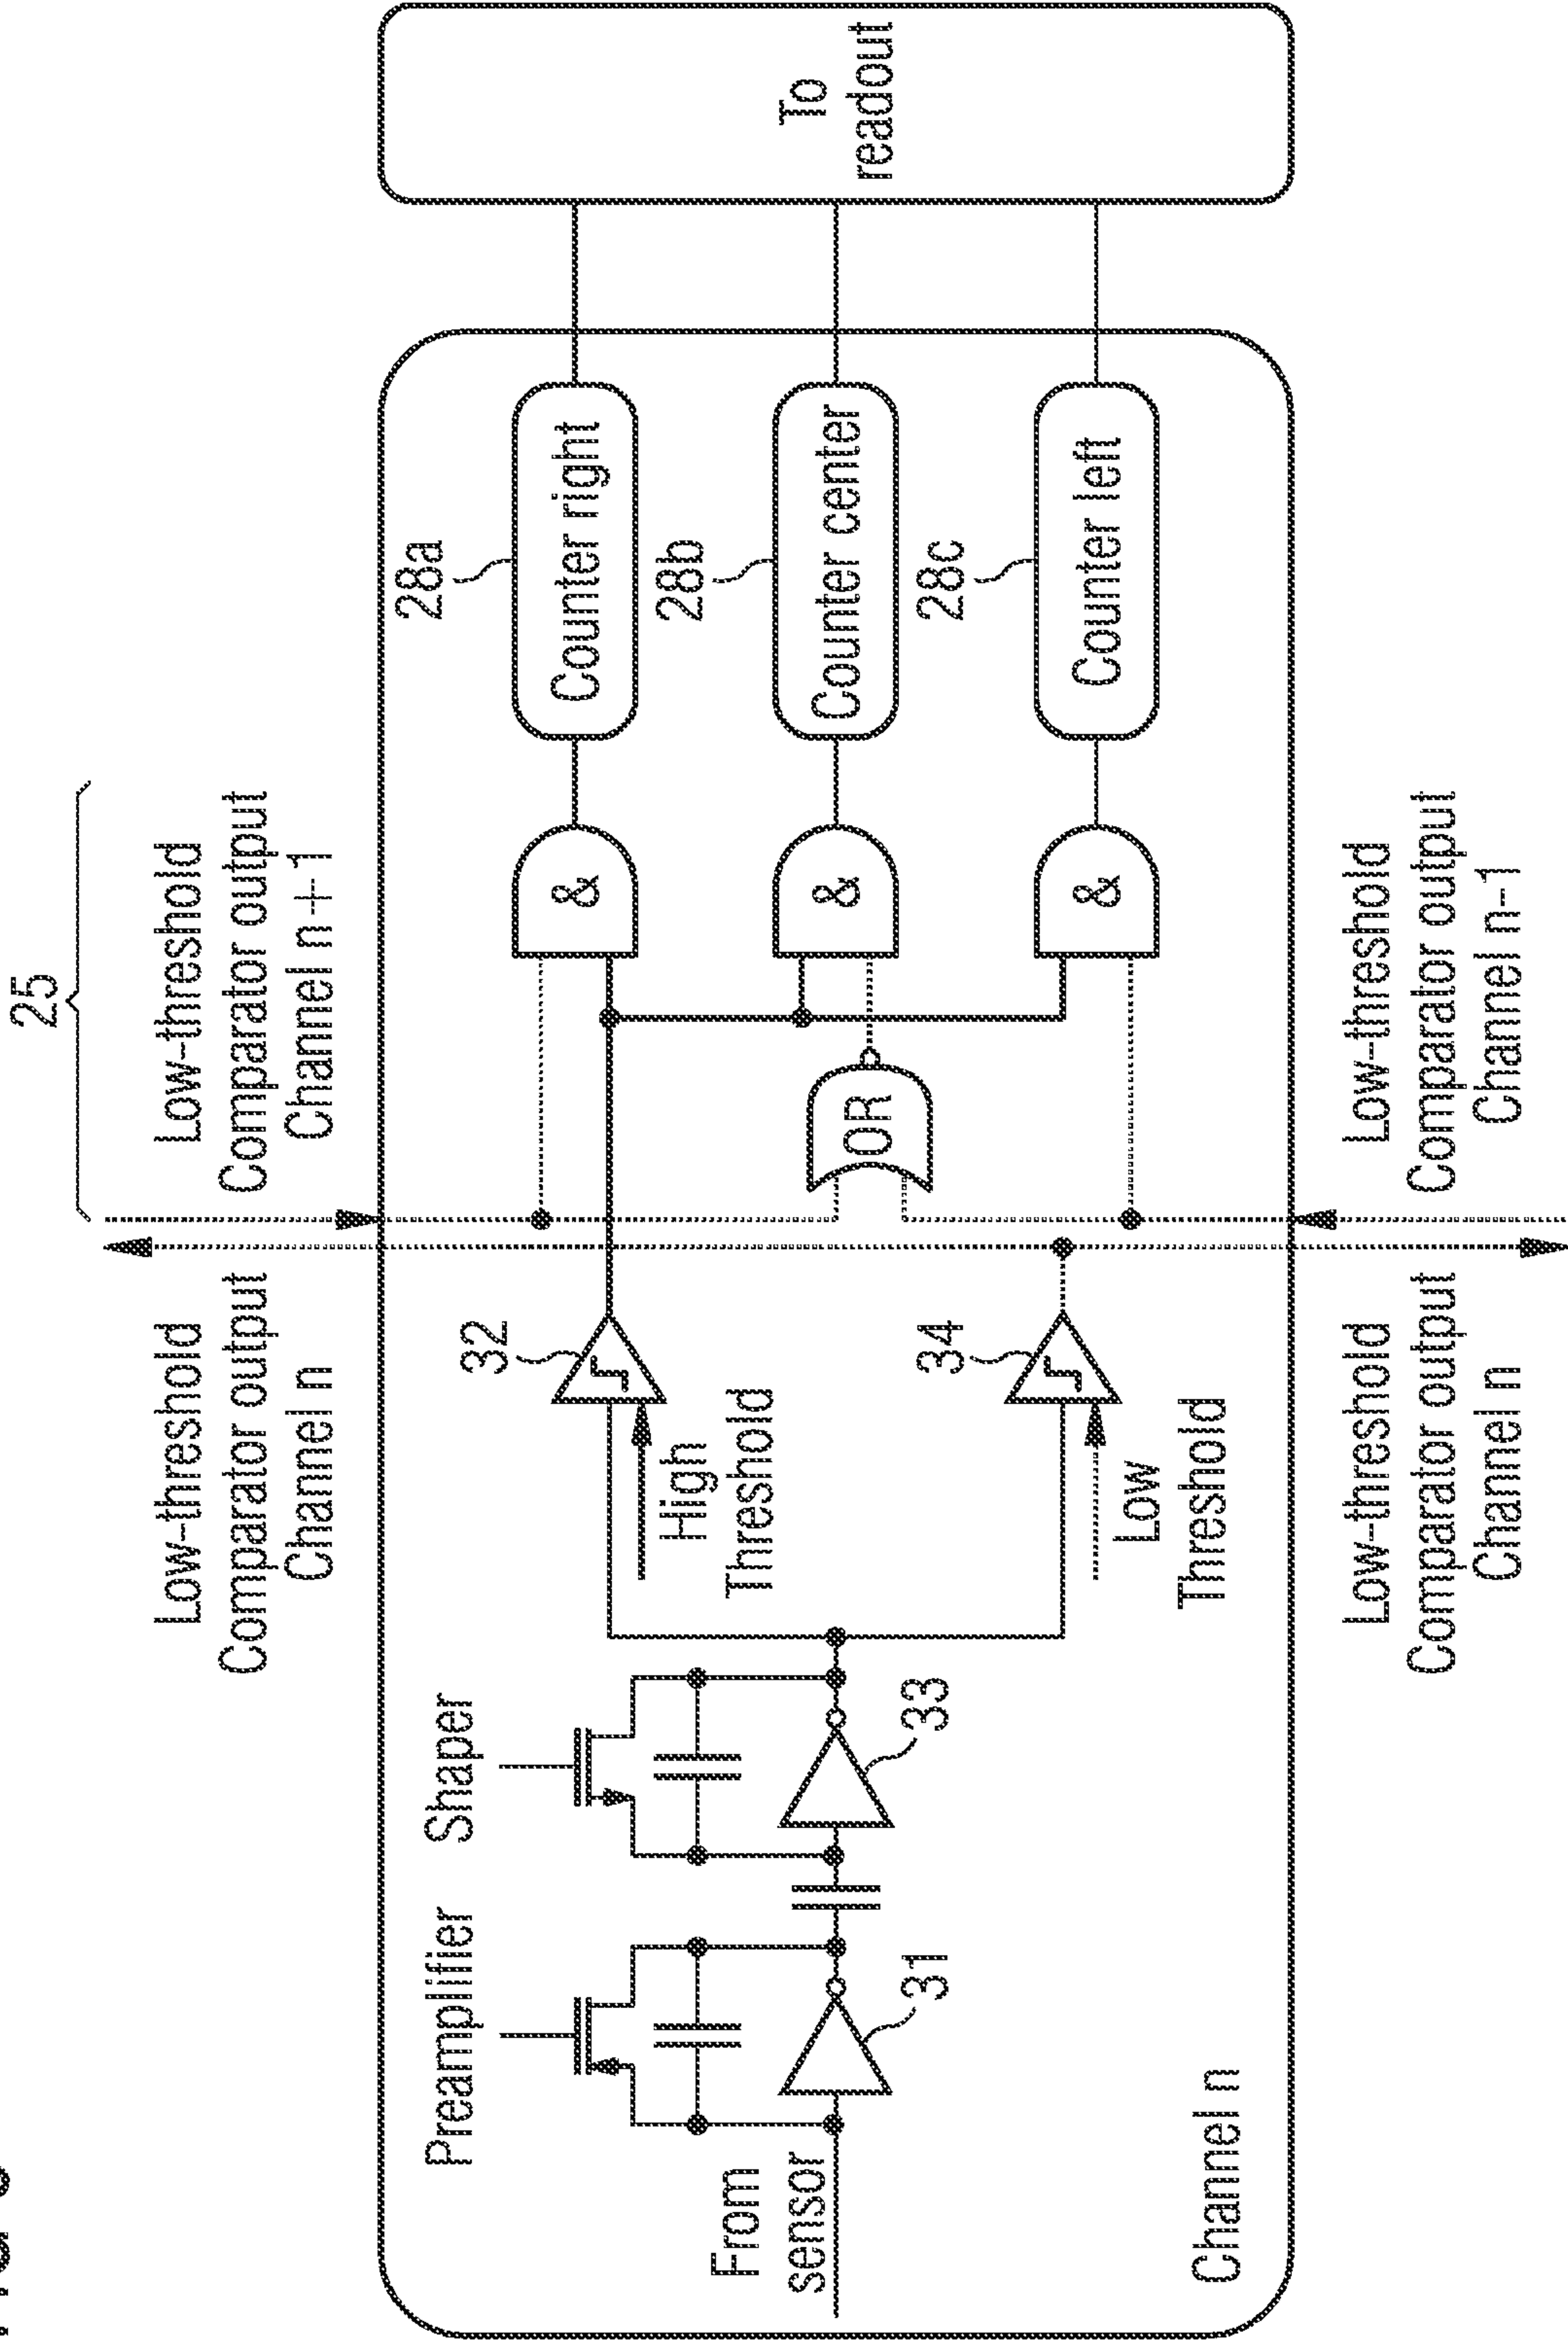 25
Low-threshold
Comparator output
Channel n
Low-threshold
Comparator output
Channel n+1
Preamplifier
Shaper
32
28a
Counter right
To
readout
High
Threshold
&
28b
From
sensor
31
33
OR
&
Counter center
34
28c
Low
Threshold
&
Counter left
Channel n
Low-threshold
Comparator output
Channel n
Low-threshold
Comparator output
Channel n-1